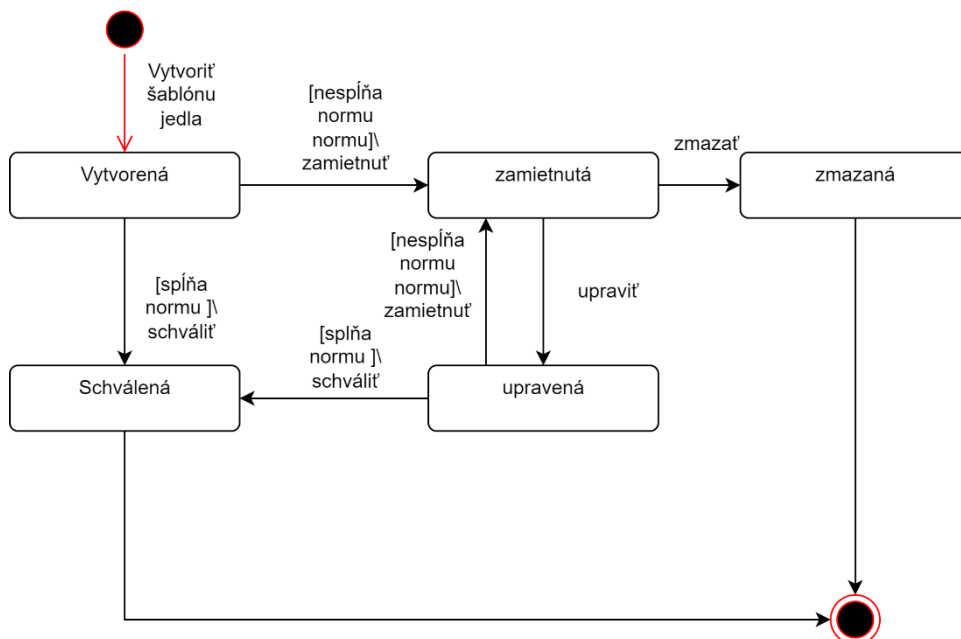 Vytvoriť
šablónu
jedla
[nespĺňa
normu
normu]\
zamietnuť
zmazať
Vytvorená
zamietnutá
zmazaná
[nespĺňa
normu
normu]\
zamietnuť
upraviť
[spĺňa
normu ]\
schváliť
[splňa
normu ]\
schváliť
Schválená
upravená